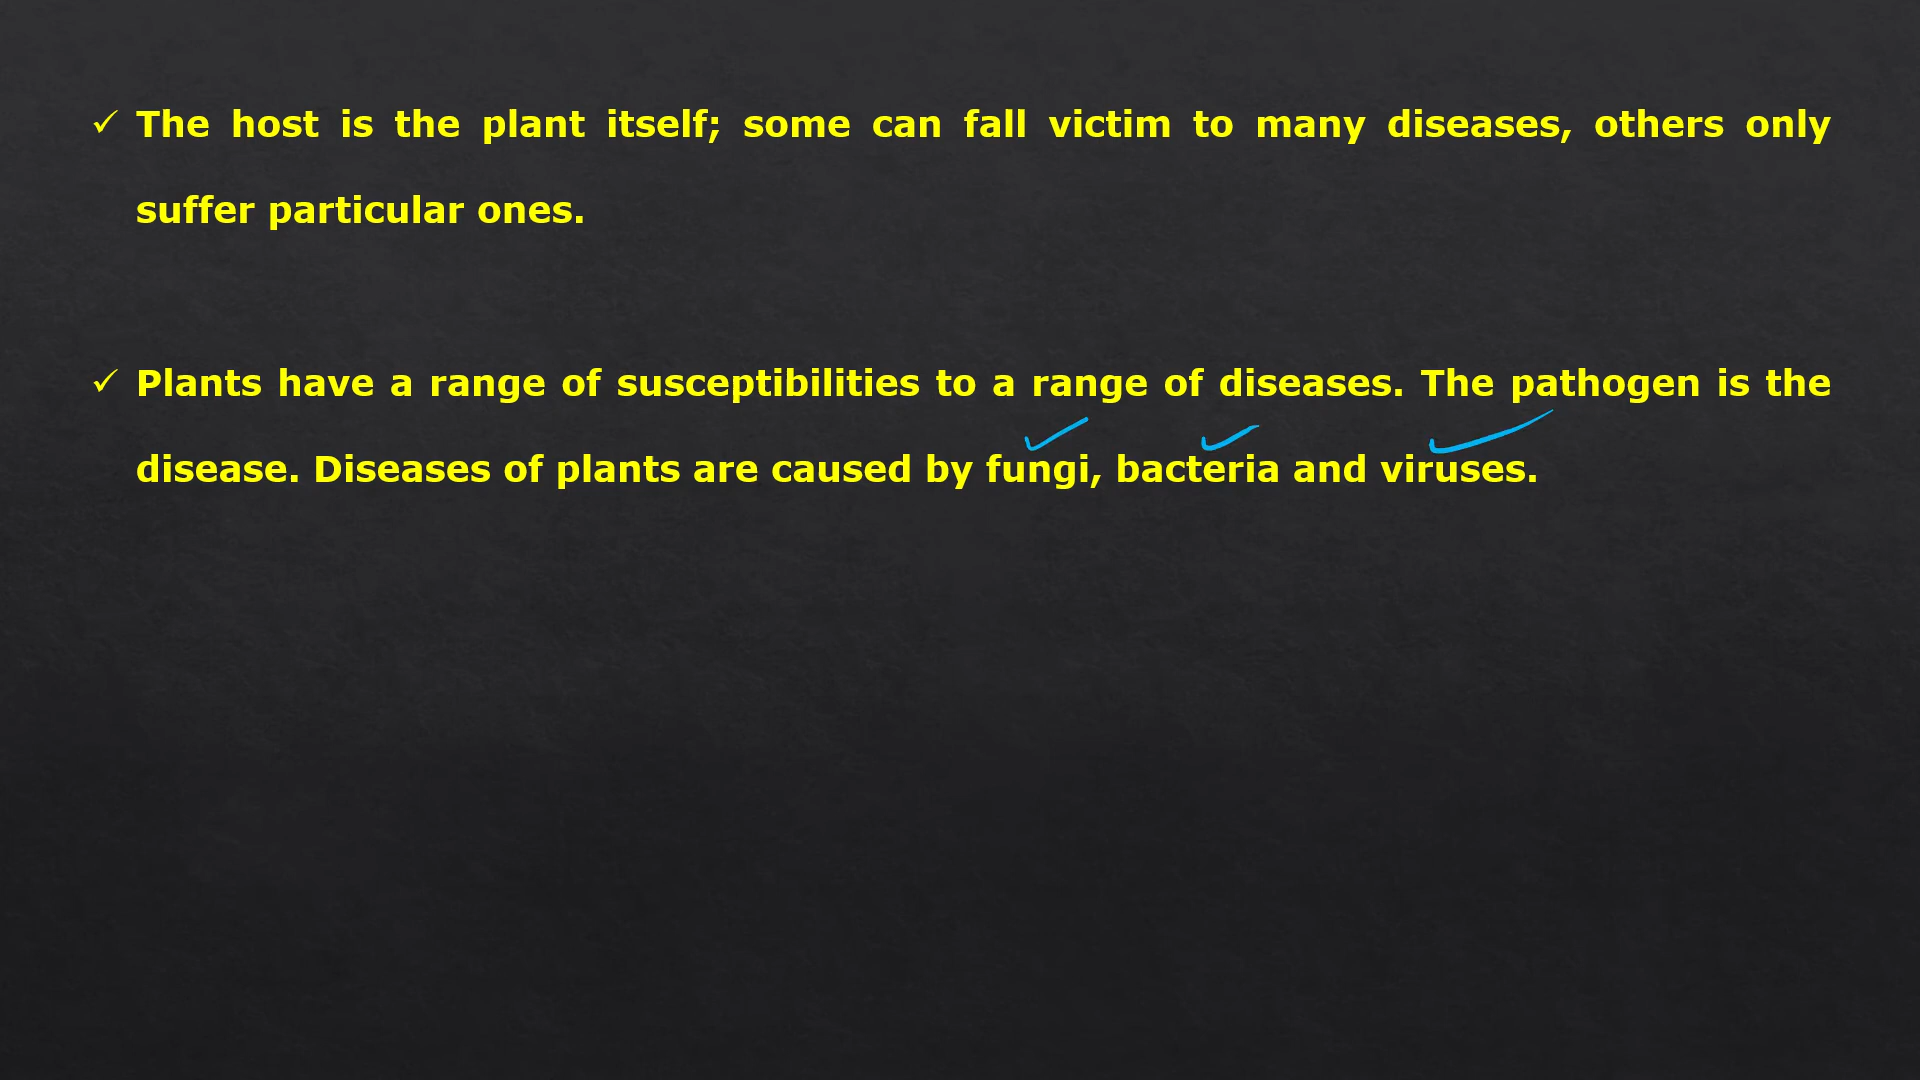 ✓ The host is the plant itself; some can fall victim to many diseases, others only
suffer particular ones.
✓ Plants have a range of susceptibilities to a range of diseases. The pathogen is the
disease. Diseases of plants are caused by fungi, bacteria and viruses.